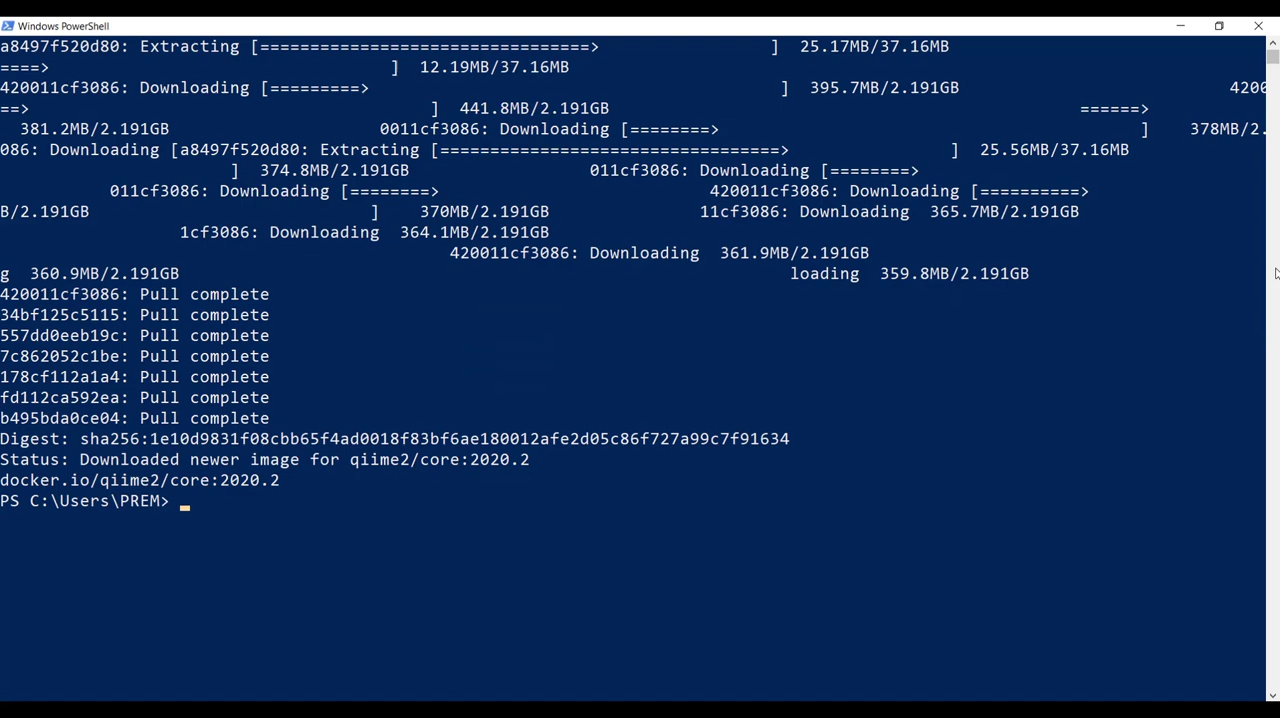 Windows PowerShell
a8497f520d80: Extracting [=================================>                  ] 25.17MB/37.16MB
====>                                   ] 12.19MB/37.16MB
420011cf3086: Downloading [=========>                                         ] 395.7MB/2.191GB                           4200
==>                                        ] 441.8MB/2.191GB                                               ======>
  381.2MB/2.191GB                     0011cf3086: Downloading [========>                                          ]    378MB/2.
086: Downloading [a8497f520d80: Extracting [==================================>                ] 25.56MB/37.16MB
                       ] 374.8MB/2.191GB                  011cf3086: Downloading [========>
           011cf3086: Downloading [========>                           420011cf3086: Downloading [==========>
B/2.191GB                            ]    370MB/2.191GB               11cf3086: Downloading  365.7MB/2.191GB
                  1cf3086: Downloading  364.1MB/2.191GB
                                             420011cf3086: Downloading  361.9MB/2.191GB
g  360.9MB/2.191GB                                                             loading  359.8MB/2.191GB
420011cf3086: Pull complete
34bf125c5115: Pull complete
557dd0eeb19c: Pull complete
7c862052c1be: Pull complete
178cf112a1a4: Pull complete
fd112ca592ea: Pull complete
b495bda0ce04: Pull complete
Digest: sha256:1e10d9831f08cbb65f4ad0018f83bf6ae180012afe2d05c86f727a99c7f91634
Status: Downloaded newer image for qiime2/core:2020.2
docker.io/qiime2/core:2020.2
PS C:\Users\PREM>